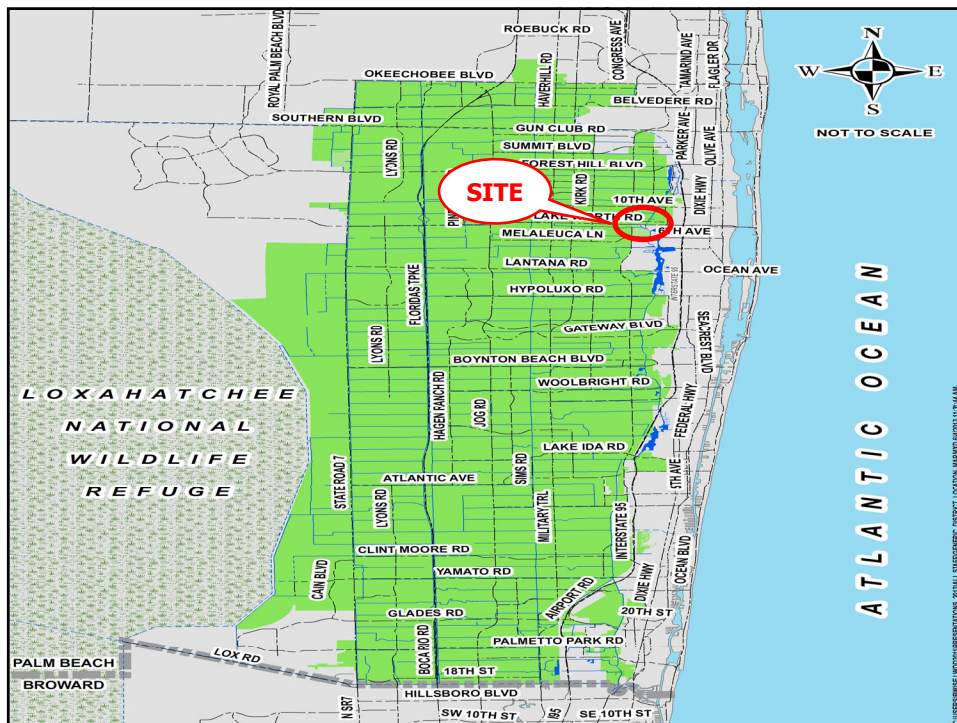 ROEBUCK RD
ROYAL PALM BEACH BLVD
CONGRESS AVE
TAMARIND AVE
FLAGLER DR
HAVERHILL RD
OKEECHOBEE BLVD
BELVEDERE RD
SOUTHERN BLVD
GUN CLUB RD
PARKER AVE
OLIVE AVE
SUMMIT BLVD
LYONS RD
FOREST HILL BLVD
KIRK RD
SITE
10TH AVE
DIXIE HWY
LAKE WORTH RD
6TH AVE
MELALEUCA LN
LANTANA RD
OCEAN AVE
FLORIDAS TPKE
HYPOLUXO RD
INTERSTATE 95
GATEWAY BLVD
SEACREST BLVD
LYONS RD
BOYNTON BEACH BLVD
WOOLBRIGHT RD
HAGEN RANCH RD
JOG RD
FEDERAL HWY
LAKE IDA RD
SIMS RD
STATE ROAD 7
ATLANTIC AVE
LYONS RD
MILITARY TRL
INTERSTATE 95
CLINT MOORE RD
OCEAN BLVD
CAIN BLVD
YAMATO RD
AIRPORT RD
DIXIE HWY
GLADES RD
20TH ST
BOCA RIO RD
PALMETTO PARK RD
LOX RD
18TH ST
PALM BEACH
BROWARD
HILLSBORO BLVD
N SR7
I95
SW 10TH ST
SE 10TH ST
LOXAHATCHEE
NATIONAL
WILDLIFE
REFUGE
ATLANTIC OCEAN
N
W
E
S
NOT TO SCALE